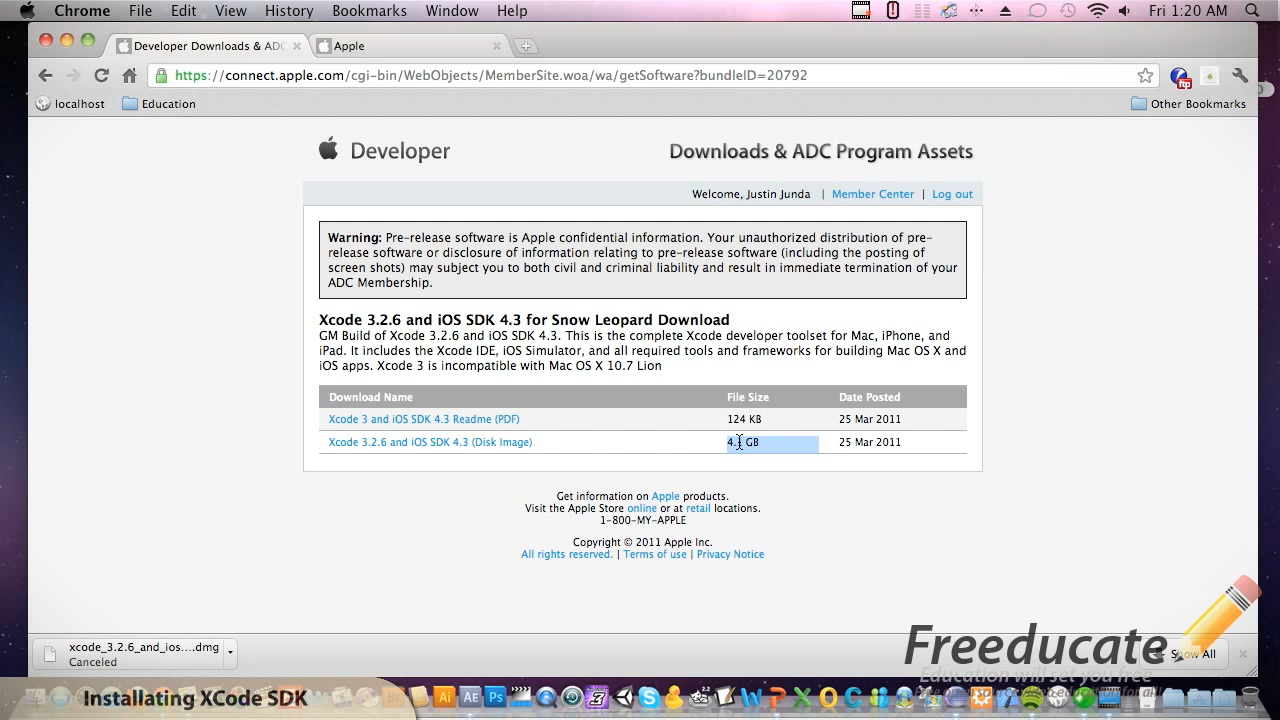 Chrome File Edit View History Bookmarks Window Help Fri 1:20 AM
Developer Downloads & ADC Apple
https://connect.apple.com/cgi-bin/WebObjects/MemberSite.woa/wa/getSoftware?bundleID=20792
localhost Education Other Bookmarks
Developer Downloads & ADC Program Assets
Welcome, Justin Junda | Member Center | Log out
Warning: Pre-release software is Apple confidential information. Your unauthorized distribution of pre-
release software or disclosure of information relating to pre-release software (including the posting of
screen shots) may subject you to both civil and criminal liability and result in immediate termination of your
ADC Membership.
Xcode 3.2.6 and iOS SDK 4.3 for Snow Leopard Download
GM Build of Xcode 3.2.6 and iOS SDK 4.3. This is the complete Xcode developer toolset for Mac, iPhone, and
iPad. It includes the Xcode IDE, iOS Simulator, and all required tools and frameworks for building Mac OS X and
iOS apps. Xcode 3 is incompatible with Mac OS X 10.7 Lion
Download Name File Size Date Posted
Xcode 3 and iOS SDK 4.3 Readme (PDF) 124 KB 25 Mar 2011
Xcode 3.2.6 and iOS SDK 4.3 (Disk Image) GB 25 Mar 2011
Get information on Apple products.
Visit the Apple Store online or at retail locations.
1-800-MY-APPLE
Copyright © 2011 Apple Inc.
All rights reserved. | Terms of use | Privacy Notice
xcode_3.2.6_and_ios....dmg
Canceled
Freeducate
Show All
Education will set you free
Installating XCode SDK